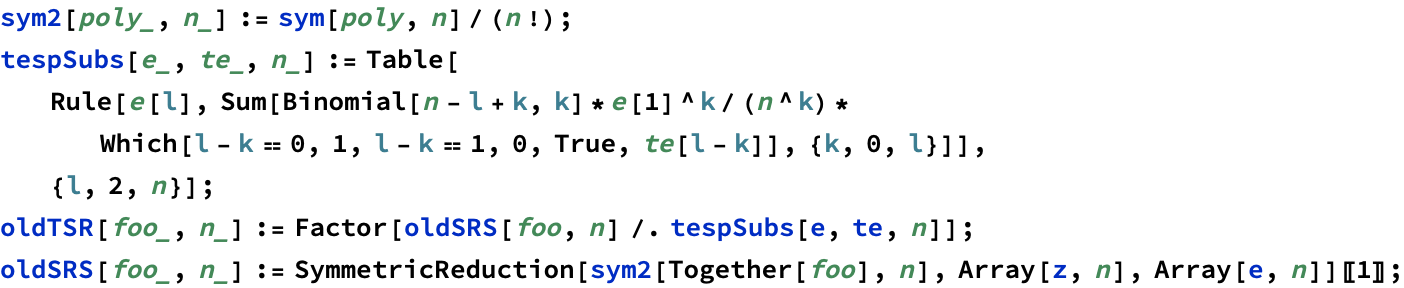 sym2[poly_, n_] := sym[poly, n] / (n !);
tespSubs[e_, te_, n_] := Table[
Rule[e[l], Sum[Binomial[n - l + k, k] * e[1] ^ k / (n ^ k) *
Which[l - k == 0, 1, l - k == 1, 0, True, te[l - k]], {k, 0, l}]],
{l, 2, n}];
oldTSR[foo_, n_] := Factor[oldSRS[foo, n] /. tespSubs[e, te, n]];
oldSRS[foo_, n_] := SymmetricReduction[sym2[Together[foo], n], Array[z, n], Array[e, n]]〚1〛;